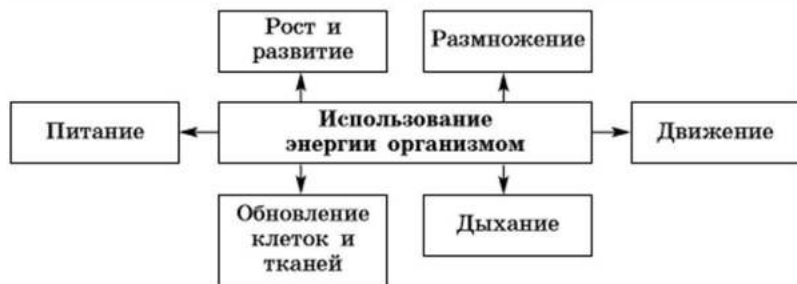 Рост и
развитие
Размножение
Питание
Использование
энергии организмом
Движение
Обновление
клеток и
тканей
Дыхание